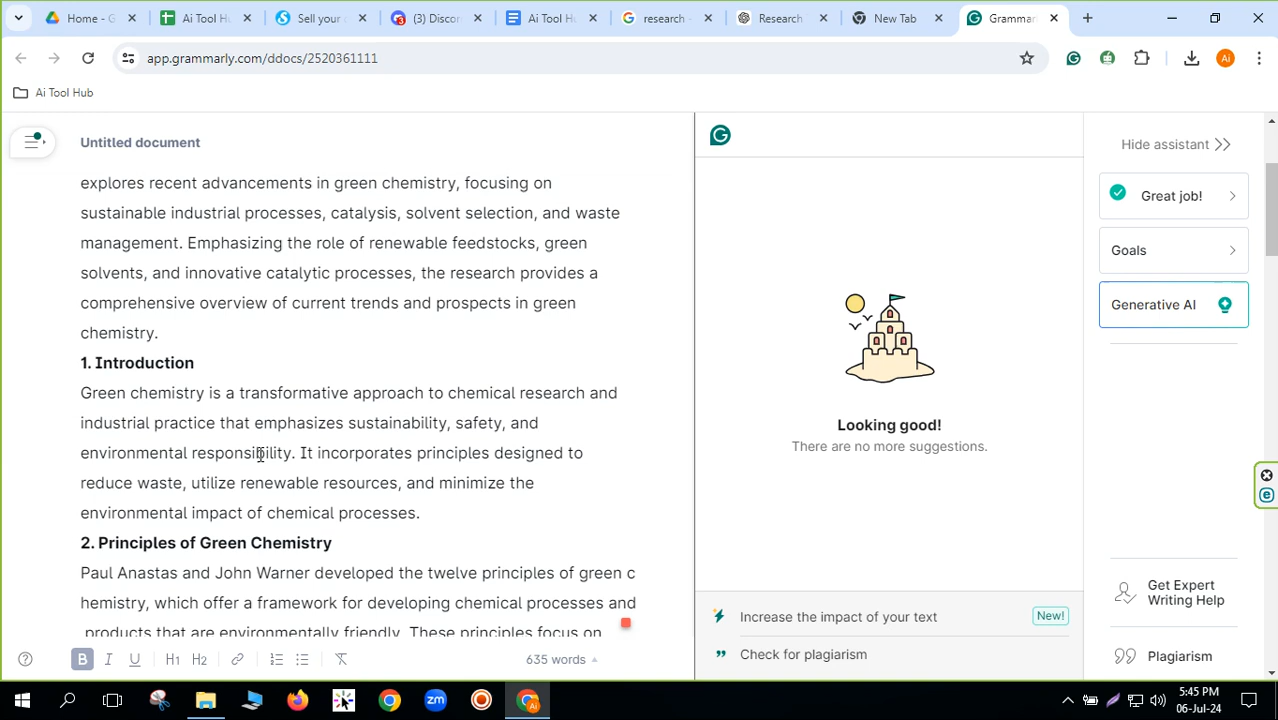 Home - G
Ai Tool H
Sell your
(3) Discor
Ai Tool H
research -
Research
New Tab
Grammar
app.grammarly.com/ddocs/2520361111
Ai
Ai Tool Hub
Untitled document
explores recent advancements in green chemistry, focusing on
sustainable industrial processes, catalysis, solvent selection, and waste
management. Emphasizing the role of renewable feedstocks, green
solvents, and innovative catalytic processes, the research provides a
comprehensive overview of current trends and prospects in green
chemistry.
1. Introduction
Green chemistry is a transformative approach to chemical research and
industrial practice that emphasizes sustainability, safety, and
environmental responsibility. It incorporates principles designed to
reduce waste, utilize renewable resources, and minimize the
environmental impact of chemical processes.
2. Principles of Green Chemistry
Paul Anastas and John Warner developed the twelve principles of green c
hemistry, which offer a framework for developing chemical processes and
products that are environmentally friendly. These principles focus on
B I U H1 H2
635 words
Looking good!
There are no more suggestions.
Increase the impact of your text
New!
Check for plagiarism
Hide assistant
Great job!
Goals
Generative AI
Get Expert
Writing Help
Plagiarism
zm
Ai
5:45 PM
06-Jul-24